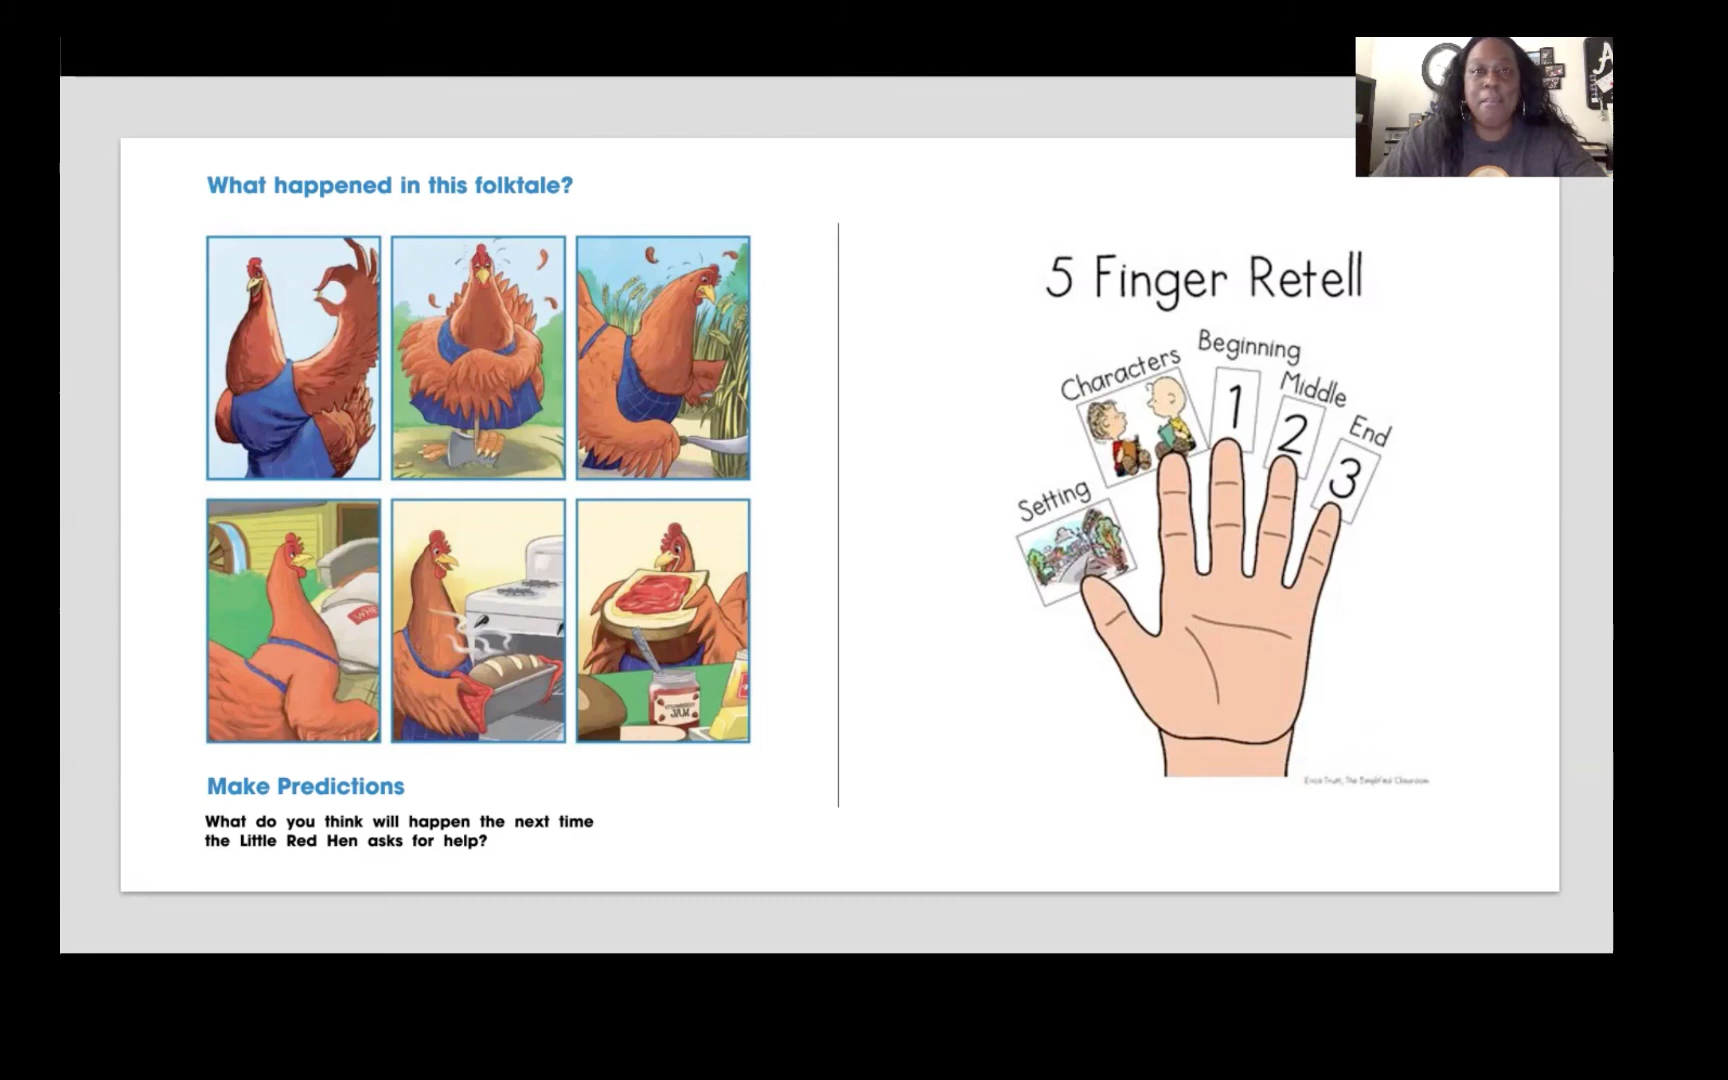 What happened in this folktale?
5 Finger Retell
Beginning
Characters
Middle
1
End
2
3
Setting
JAM
Make Predictions
What do you think will happen the next time
the Little Red Hen asks for help?